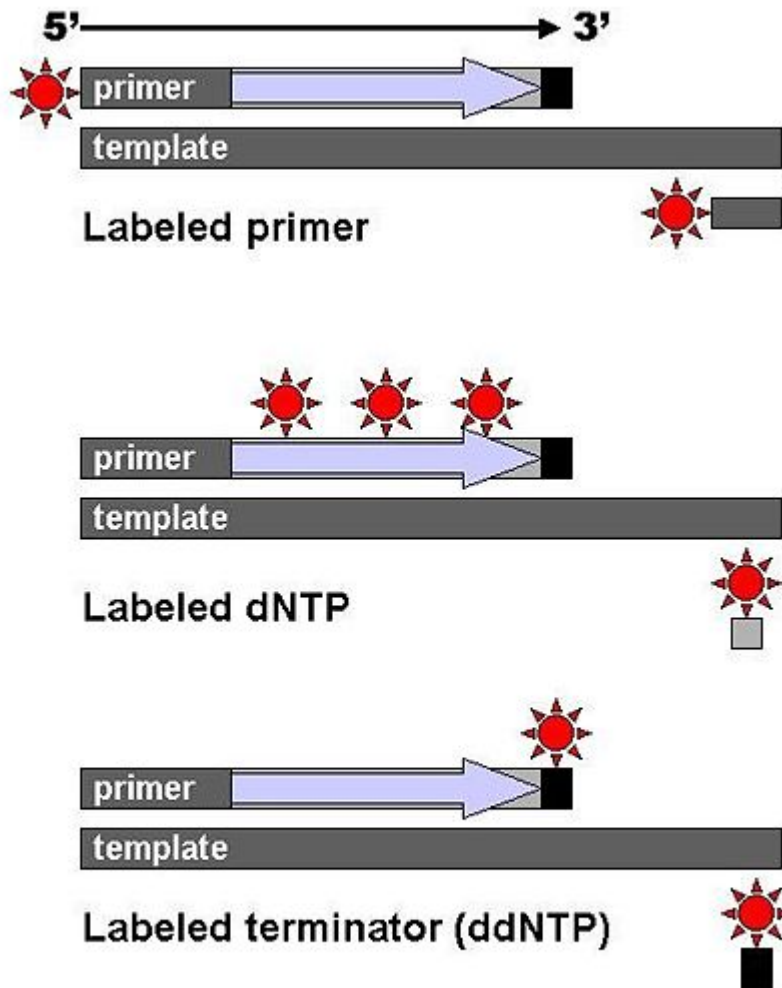 5’ 3’
primer
template
Labeled primer
primer
template
Labeled dNTP
primer
template
Labeled terminator (ddNTP)